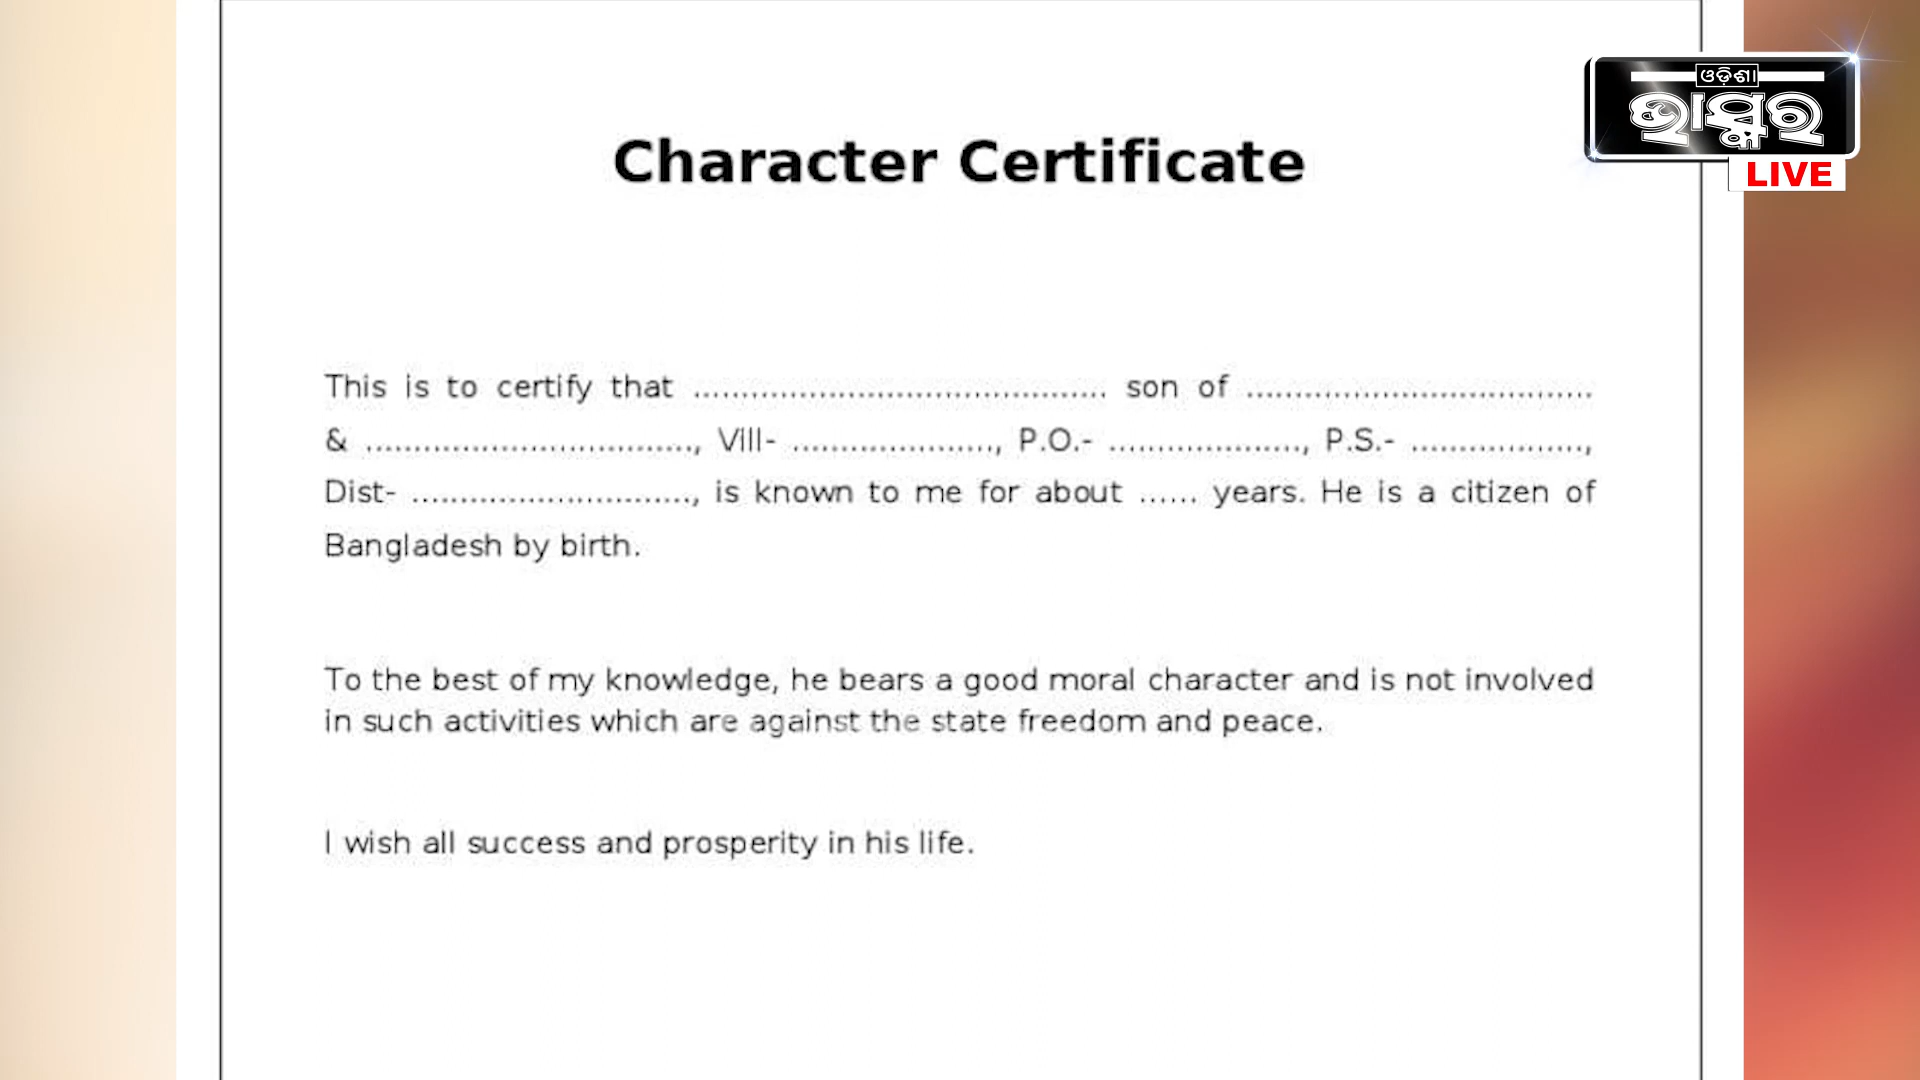 ଓଡ଼ିଶା
ଭାସ୍କର
LIVE
Character Certificate
This is to certify that .......................................... son of ...................................
& ................................., Vill- ....................., P.O.- ...................., P.S.- ..................,
Dist- ............................, is known to me for about ...... years. He is a citizen of
Bangladesh by birth.
To the best of my knowledge, he bears a good moral character and is not involved
in such activities which are against the state freedom and peace.
I wish all success and prosperity in his life.